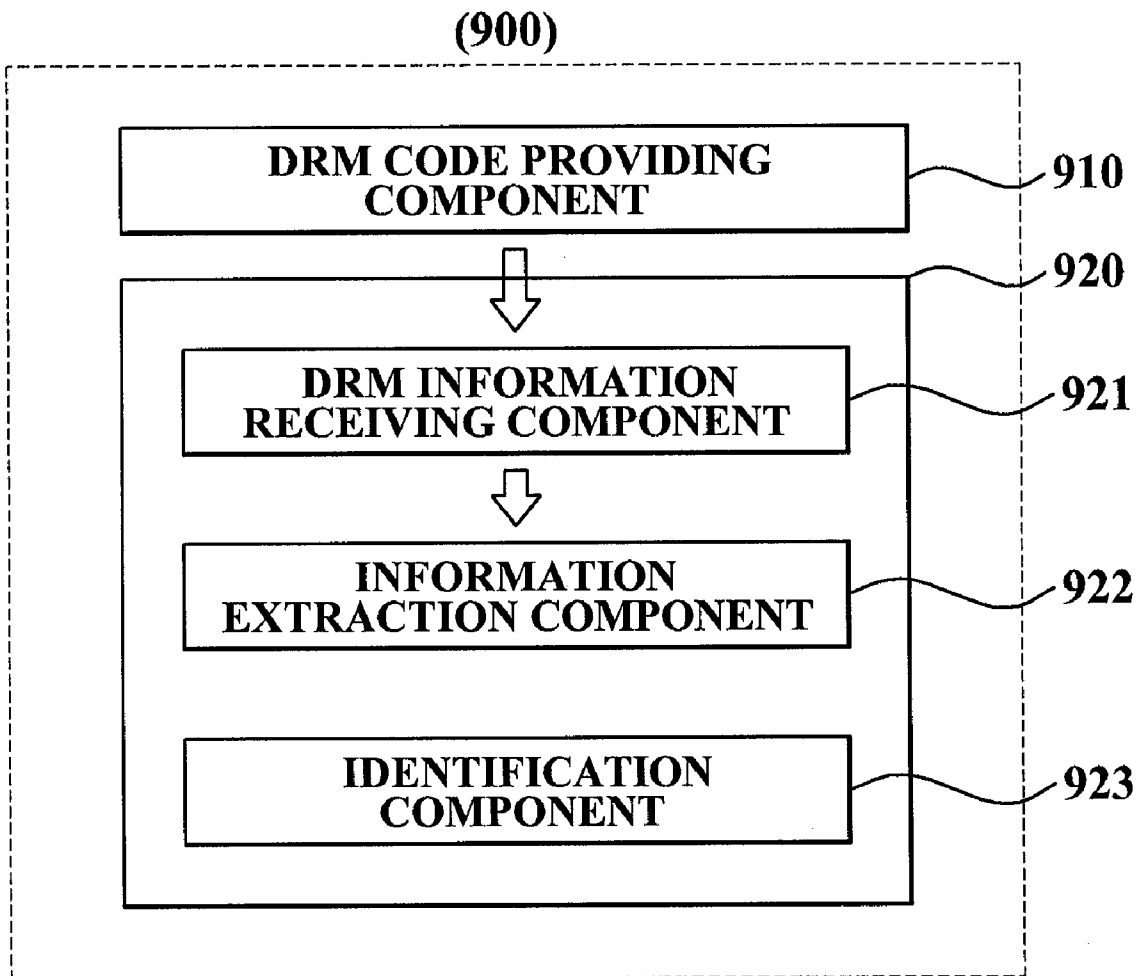 (900)
DRM CODE PROVIDING
COMPONENT
910
920
DRM INFORMATION
RECEIVING COMPONENT
921
INFORMATION
EXTRACTION COMPONENT
922
IDENTIFICATION
COMPONENT
923